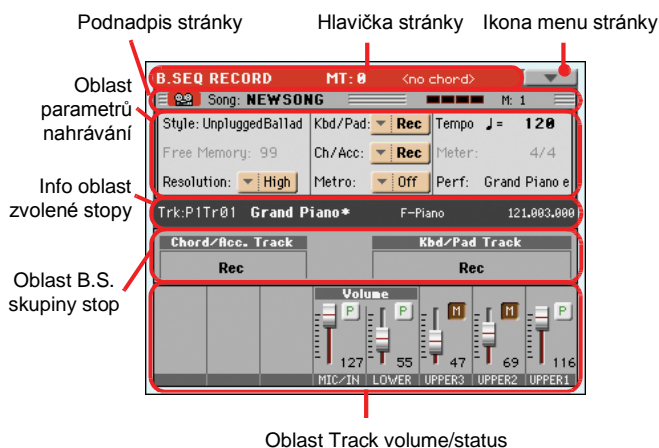 Podnadpis stránky
Hlavička stránky
Ikona menu stránky
Oblast
parametrů
nahrávání
Info oblast
zvolené stopy
Oblast B.S.
skupiny stop
B.SEQ RECORD MT: 0 <no chord>
Song: NEWSONG M: 1
Style: UnpluggedBallad Kbd/Pad: Rec Tempo ♩= 120
Free Memory: 99 Ch/Acc: Rec Meter: 4/4
Resolution: High Metro: Off Perf: Grand Piano e
Trk:P1Tr01 Grand Piano* F-Piano 121.003.000
Chord/Acc. Track Kbd/Pad Track
Rec Rec
Volume
P P M M P
127 55 47 69 116
MIC/IN LOWER UPPER3 UPPER2 UPPER1
Oblast Track volume/status